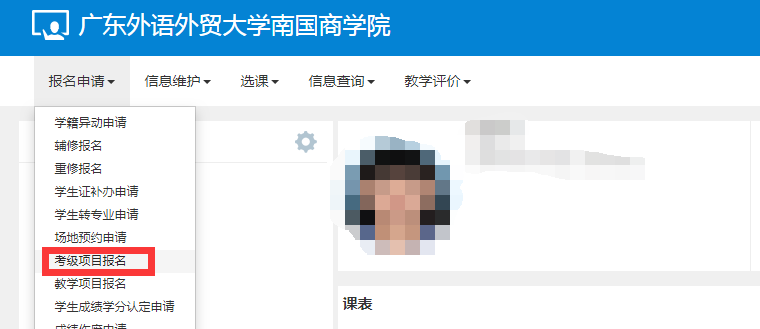 广东外语外贸大学南国商学院
报名申请 信息维护 选课 信息查询 教学评价
学籍异动申请
辅修报名
重修报名
学生证补办申请
学生转专业申请
场地预约申请
考级项目报名
教学项目报名
学生成绩学分认定申请
课表